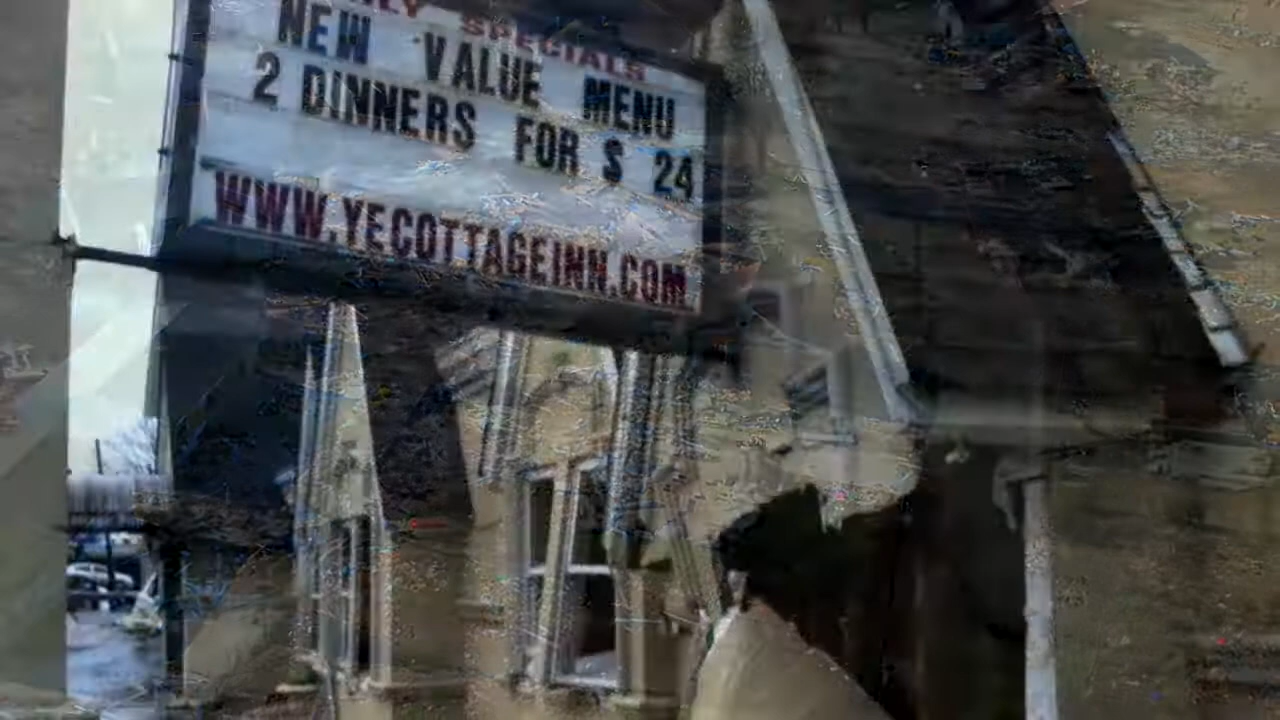 SPECIALS
NEW VALUE MENU
2 DINNERS FOR $ 24
WWW.YECOTTAGEINN.COM